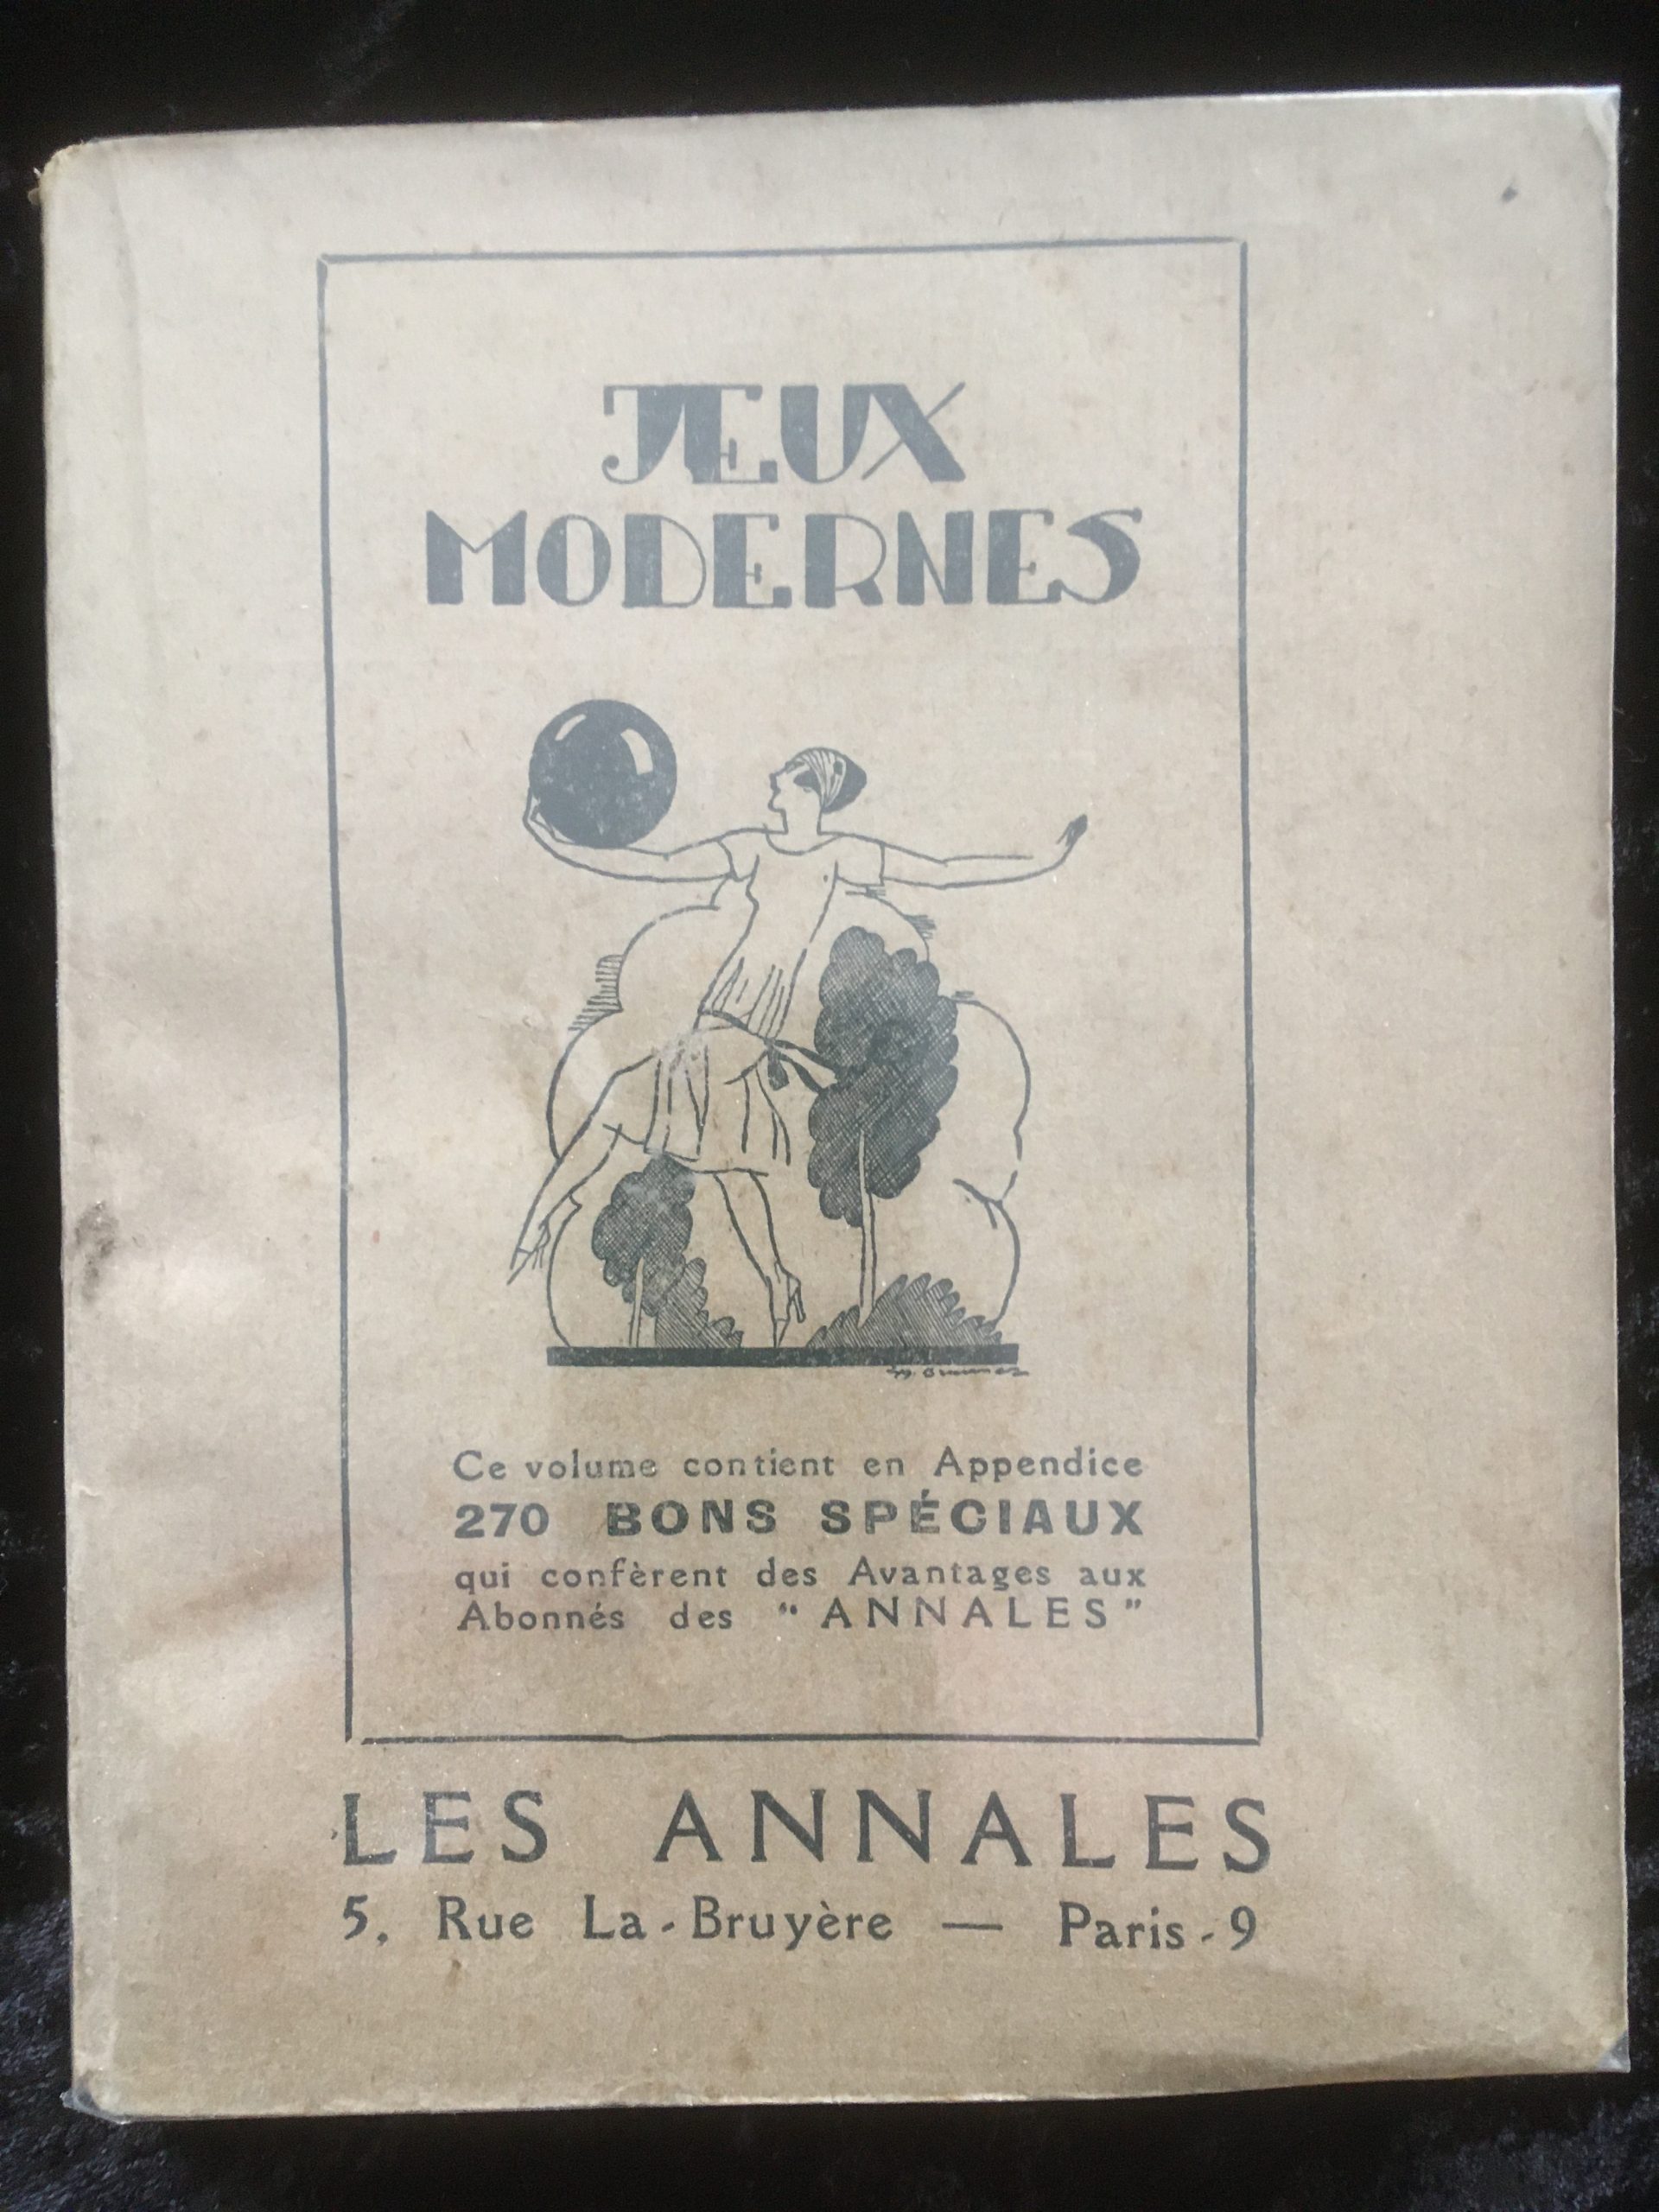 JEUX
MODERNES
Ce volume contient en Appendice
270 BONS SPÉCIAUX
qui confèrent des Avantages aux
Abonnés des “ ANNALES ”
LES ANNALES
5, Rue La-Bruyère — Paris-9